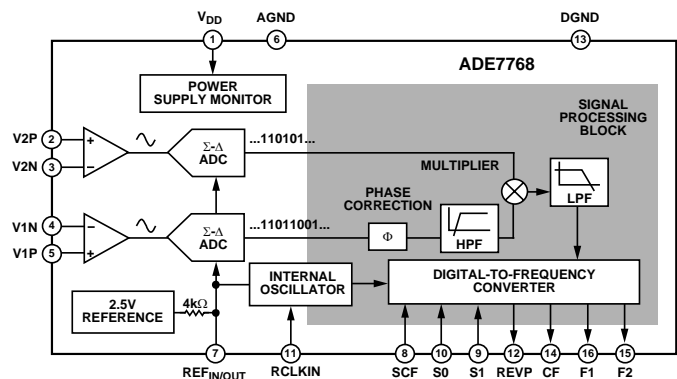 VDD
AGND
DGND
1
6
13
ADE7768
POWER
SUPPLY MONITOR
SIGNAL
PROCESSING
BLOCK
V2P
2
+
Σ-Δ
ADC
...110101...
V2N
3
−
MULTIPLIER
LPF
PHASE
CORRECTION
V1N
4
−
Σ-Δ
ADC
...11011001...
V1P
5
+
Φ
HPF
INTERNAL
OSCILLATOR
DIGITAL-TO-FREQUENCY
CONVERTER
2.5V
REFERENCE
4kΩ
7
11
8
10
9
12
14
16
15
REFIN/OUT
RCLKIN
SCF
S0
S1
REVP
CF
F1
F2